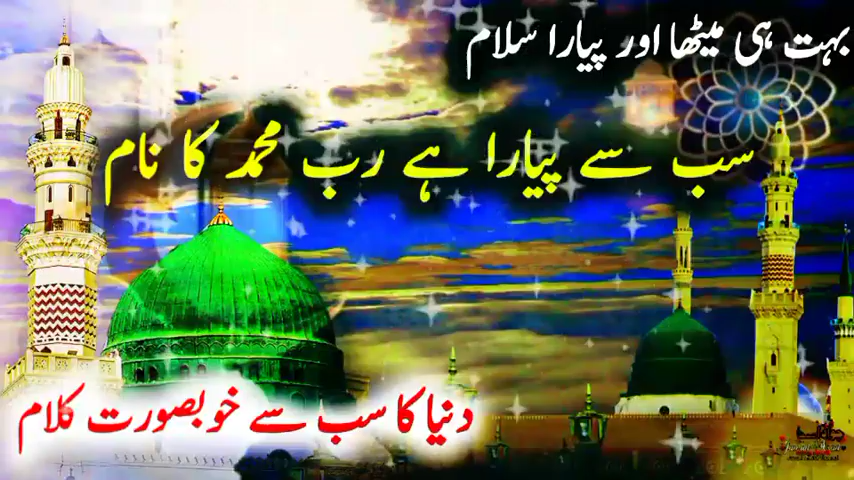 بہت ہی میٹھا اور پیارا سلام
سب سے پیارا ہے رب محمد کا نام
دنیا کا سب سے خوبصورت کلام